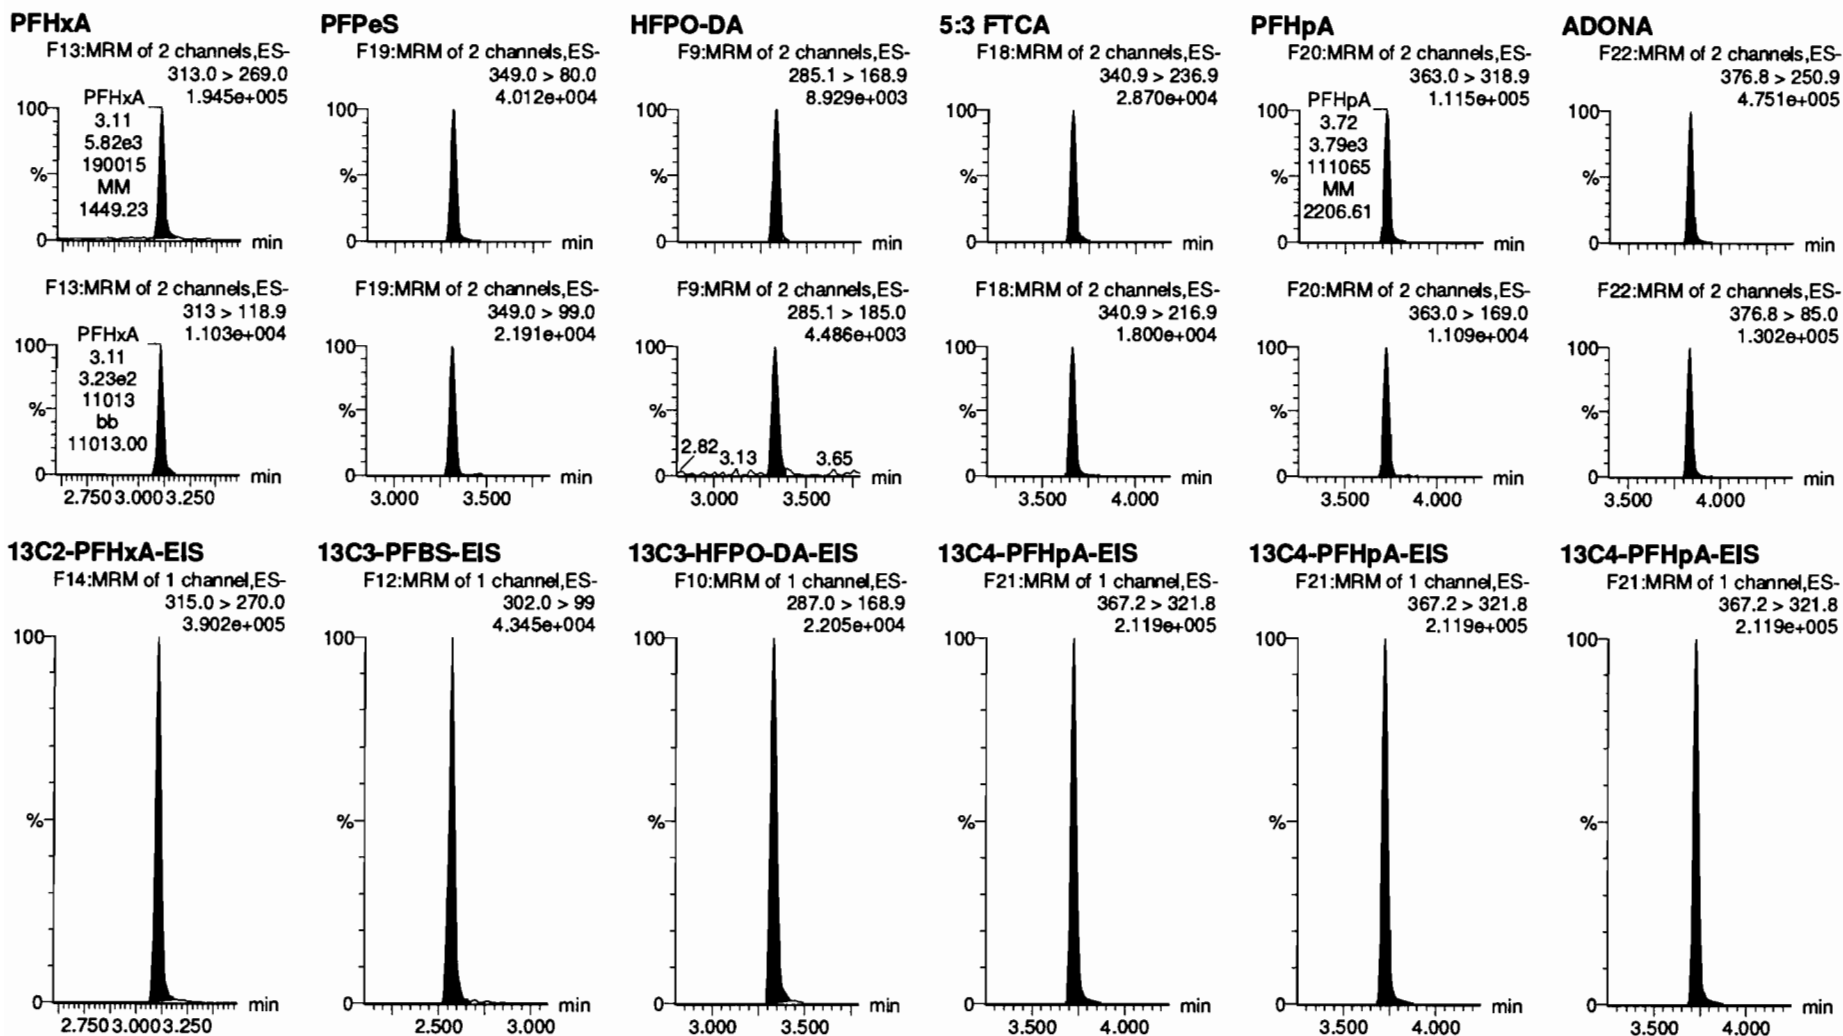 PFHxA
F13:MRM of 2 channels,ES-
313.0 > 269.0
1.945e+005
100
PFHxA
3.11
5.82e3
190015
MM
1449.23
%
0
min
F13:MRM of 2 channels,ES-
313 > 118.9
1.103e+004
100
PFHxA
3.11
3.23e2
11013
bb
11013.00
%
0
min
2.750 3.000 3.250
13C2-PFHxA-EIS
F14:MRM of 1 channel,ES-
315.0 > 270.0
3.902e+005
100
%
0
min
2.750 3.000 3.250
PFPeS
F19:MRM of 2 channels,ES-
349.0 > 80.0
4.012e+004
100
%
0
min
F19:MRM of 2 channels,ES-
349.0 > 99.0
2.191e+004
100
%
0
min
3.000 3.500
13C3-PFBS-EIS
F12:MRM of 1 channel,ES-
302.0 > 99
4.345e+004
100
%
0
min
2.500 3.000
HFPO-DA
F9:MRM of 2 channels,ES-
285.1 > 168.9
8.929e+003
100
%
0
min
F9:MRM of 2 channels,ES-
285.1 > 185.0
4.486e+003
100
%
2.82
3.13
3.65
0
min
3.000 3.500
13C3-HFPO-DA-EIS
F10:MRM of 1 channel,ES-
287.0 > 168.9
2.205e+004
100
%
0
min
3.000 3.500
5:3 FTCA
F18:MRM of 2 channels,ES-
340.9 > 236.9
2.870e+004
100
%
0
min
F18:MRM of 2 channels,ES-
340.9 > 216.9
1.800e+004
100
%
0
min
3.500 4.000
13C4-PFHpA-EIS
F21:MRM of 1 channel,ES-
367.2 > 321.8
2.119e+005
100
%
0
min
3.500 4.000
PFHpA
F20:MRM of 2 channels,ES-
363.0 > 318.9
1.115e+005
100
PFHpA
3.72
3.79e3
111065
MM
2206.61
%
0
min
F20:MRM of 2 channels,ES-
363.0 > 169.0
1.109e+004
100
%
0
min
3.500 4.000
13C4-PFHpA-EIS
F21:MRM of 1 channel,ES-
367.2 > 321.8
2.119e+005
100
%
0
min
3.500 4.000
ADONA
F22:MRM of 2 channels,ES-
376.8 > 250.9
4.751e+005
100
%
0
min
F22:MRM of 2 channels,ES-
376.8 > 85.0
1.302e+005
100
%
0
min
3.500 4.000
13C4-PFHpA-EIS
F21:MRM of 1 channel,ES-
367.2 > 321.8
2.119e+005
100
%
0
min
3.500 4.000